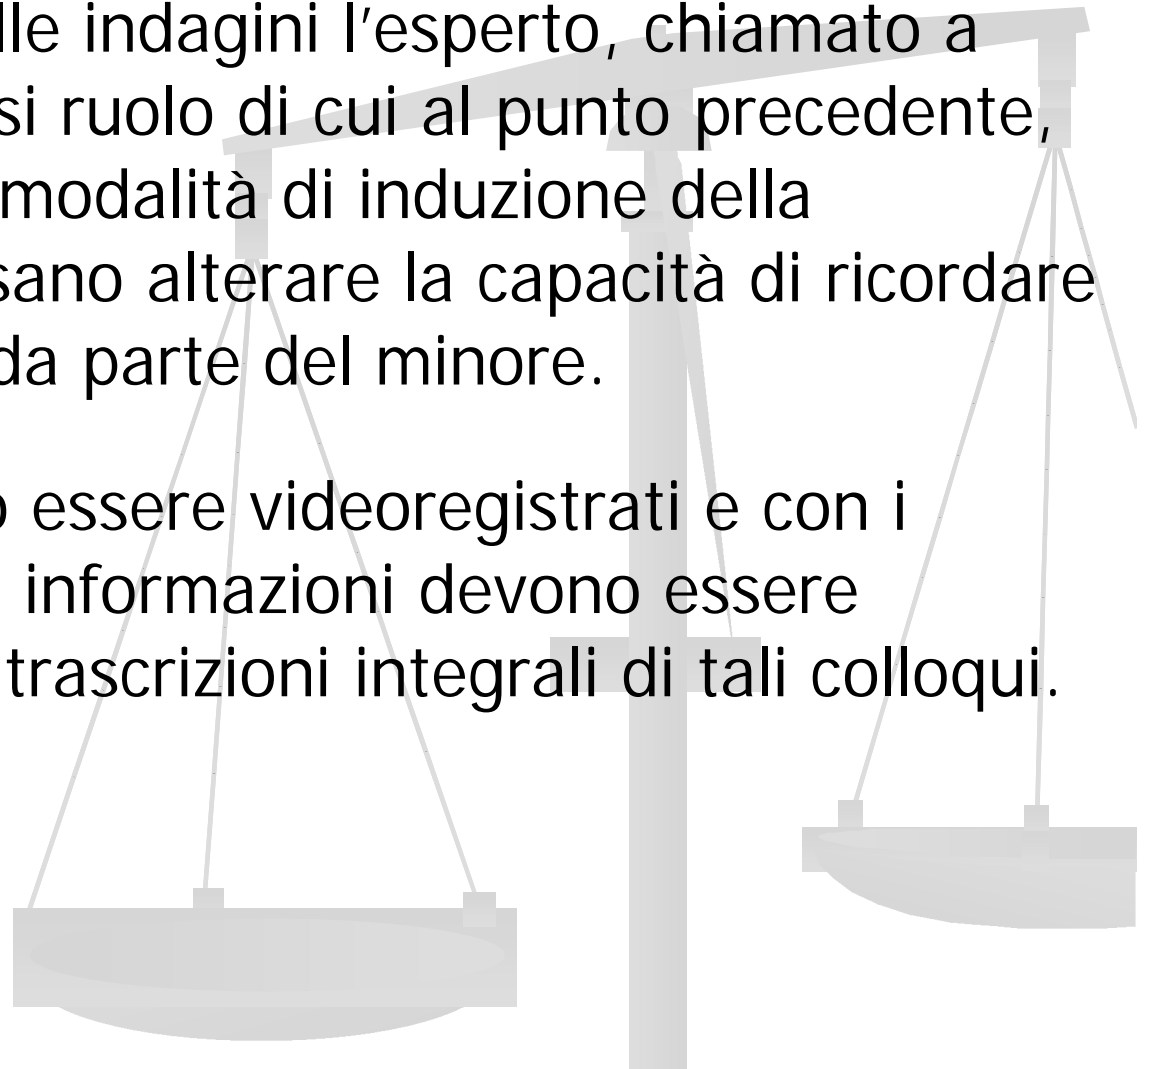 lle indagini l'esperto, chiamato a
si ruolo di cui al punto precedente,
modalità di induzione della
sano alterare la capacità di ricordare
da parte del minore.
o essere videoregistrati e con i
informazioni devono essere
trascrizioni integrali di tali colloqui.